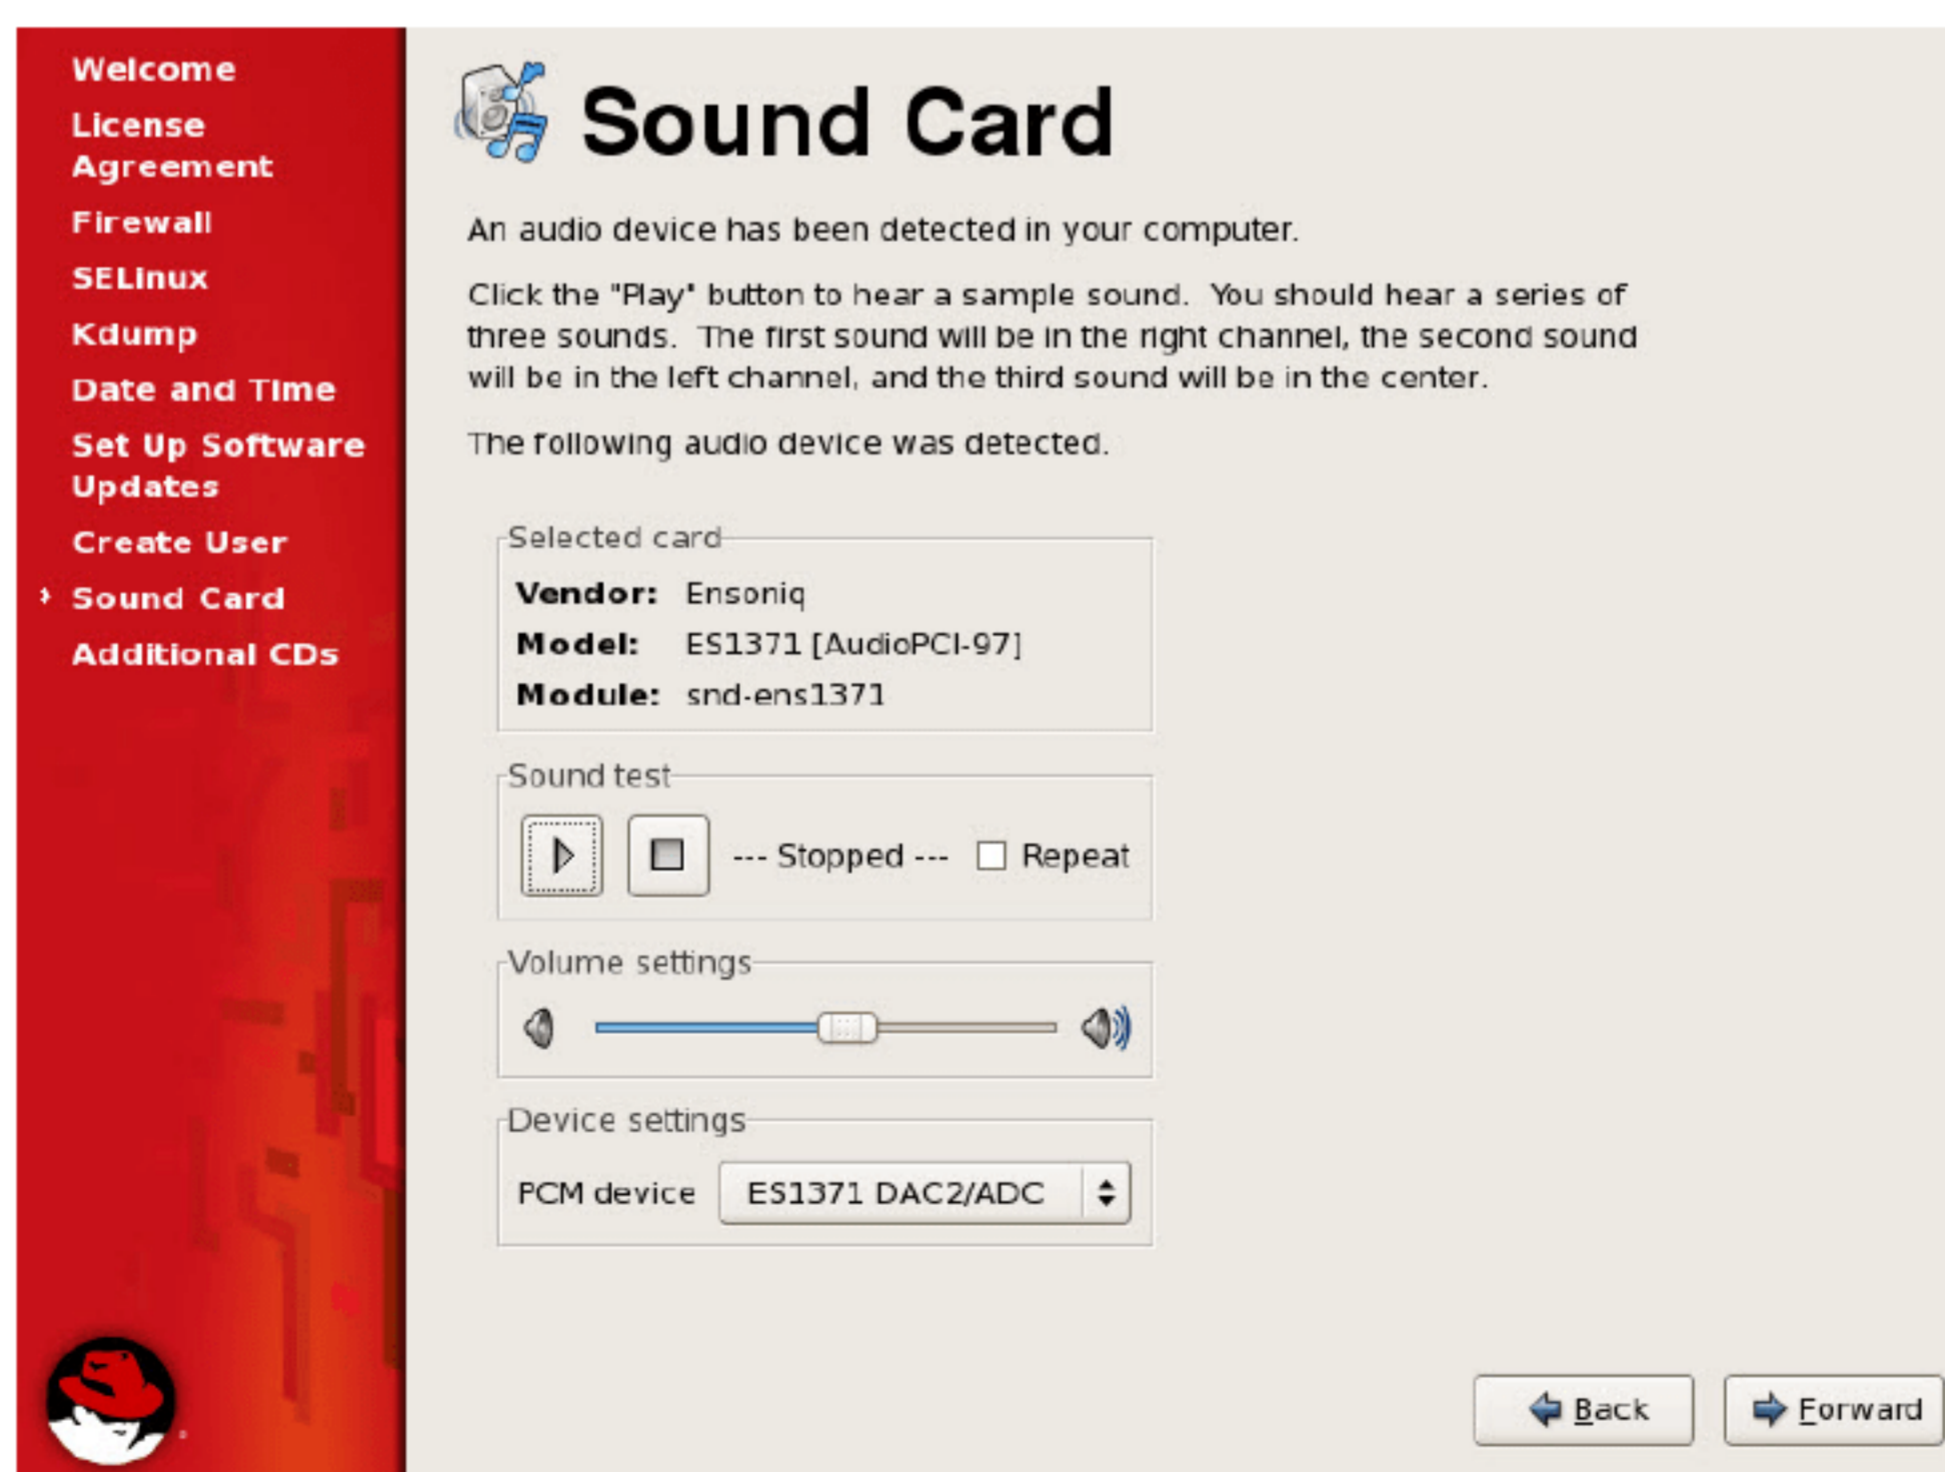 Welcome
License
Agreement
Firewall
SELinux
Kdump
Date and Time
Set Up Software
Updates
Create User
Sound Card
Additional CDs
Sound Card
An audio device has been detected in your computer.
Click the "Play" button to hear a sample sound.  You should hear a series of
three sounds.  The first sound will be in the right channel, the second sound
will be in the left channel, and the third sound will be in the center.
The following audio device was detected.
Selected card
Vendor: Ensoniq
Model: ES1371 [AudioPCI-97]
Module: snd-ens1371
Sound test
--- Stopped --- Repeat
Volume settings
Device settings
PCM device ES1371 DAC2/ADC
Back Forward